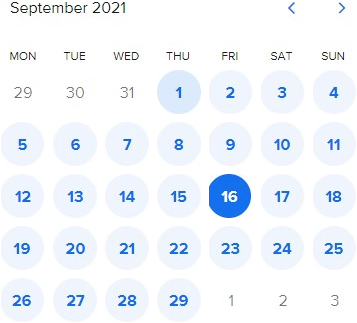 September 2021
MON TUE WED THU FRI SAT SUN
29 30 31 1 2 3 4
5 6 7 8 9 10 11
12 13 14 15 16 17 18
19 20 21 22 23 24 25
26 27 28 29 1 2 3